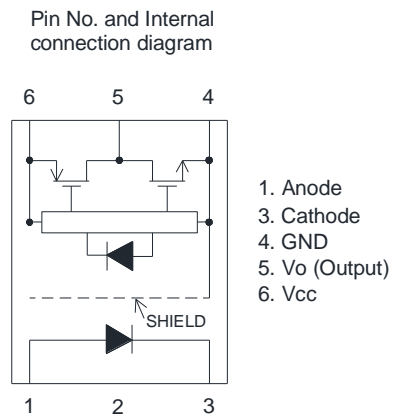 Pin No. and Internal
connection diagram
6 5 4
SHIELD
1 2 3
1. Anode
3. Cathode
4. GND
5. Vo (Output)
6. Vcc